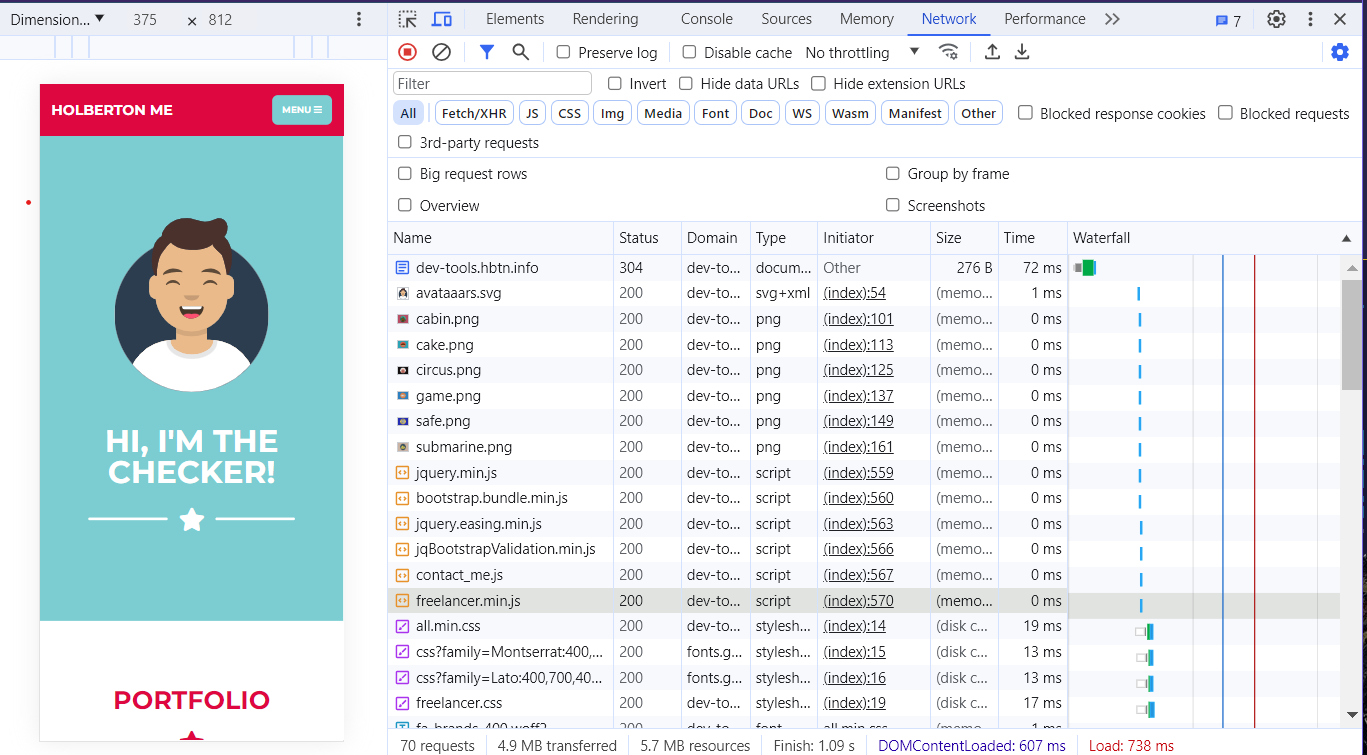 Dimension... 375 × 812
HOLBERTON ME
MENU
HI, I'M THE
CHECKER!
PORTFOLIO
Elements Rendering Console Sources Memory Network Performance 7
Preserve log Disable cache No throttling
Filter Invert Hide data URLs Hide extension URLs
All Fetch/XHR JS CSS Img Media Font Doc WS Wasm Manifest Other Blocked response cookies Blocked requests
3rd-party requests
Big request rows Group by frame
Overview Screenshots
Name Status Domain Type Initiator Size Time Waterfall
dev-tools.hbtn.info 304 dev-to... docum... Other 276 B 72 ms
avataaars.svg 200 dev-to... svg+xml (index):54 (memo... 1 ms
cabin.png 200 dev-to... png (index):101 (memo... 0 ms
cake.png 200 dev-to... png (index):113 (memo... 0 ms
circus.png 200 dev-to... png (index):125 (memo... 0 ms
game.png 200 dev-to... png (index):137 (memo... 0 ms
safe.png 200 dev-to... png (index):149 (memo... 0 ms
submarine.png 200 dev-to... png (index):161 (memo... 0 ms
jquery.min.js 200 dev-to... script (index):559 (memo... 0 ms
bootstrap.bundle.min.js 200 dev-to... script (index):560 (memo... 0 ms
jquery.easing.min.js 200 dev-to... script (index):563 (memo... 0 ms
jqBootstrapValidation.min.js 200 dev-to... script (index):566 (memo... 0 ms
contact_me.js 200 dev-to... script (index):567 (memo... 0 ms
freelancer.min.js 200 dev-to... script (index):570 (memo... 0 ms
all.min.css 200 dev-to... stylesh... (index):14 (disk c... 19 ms
css?family=Montserrat:400,... 200 fonts.g... stylesh... (index):15 (disk c... 13 ms
css?family=Lato:400,700,40... 200 fonts.g... stylesh... (index):16 (disk c... 13 ms
freelancer.css 200 dev-to... stylesh... (index):19 (disk c... 17 ms
fa-brands-400.woff2 200 dev-to... font all.min.css (memo... 1 ms
70 requests 4.9 MB transferred 5.7 MB resources Finish: 1.09 s DOMContentLoaded: 607 ms Load: 738 ms